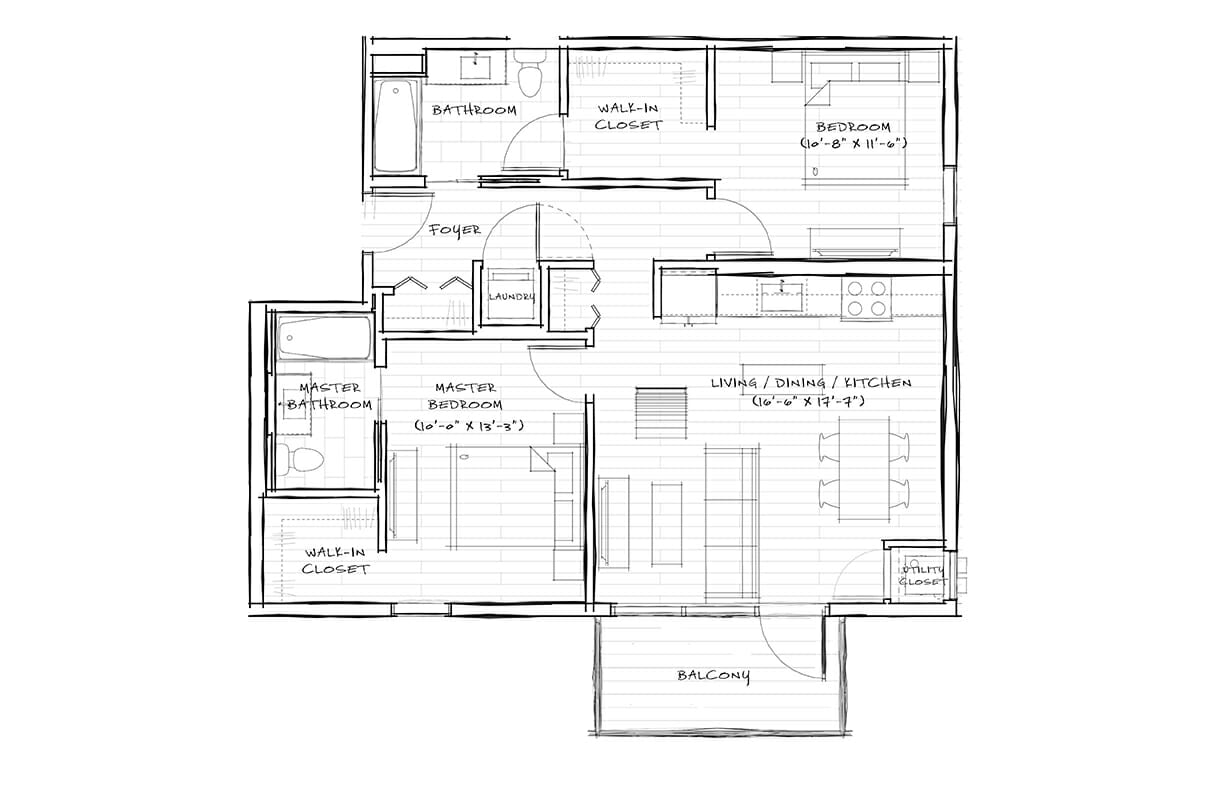 BATHROOM
WALK-IN
CLOSET
BEDROOM
(10'-8" X 11'-6")
FOYER
LAUNDRY
MASTER
BATHROOM
MASTER
BEDROOM
(10'-0" X 13'-3")
LIVING / DINING / KITCHEN
(16'-6" X 17'-7")
WALK-IN
CLOSET
UTILITY
CLOSET
BALCONY